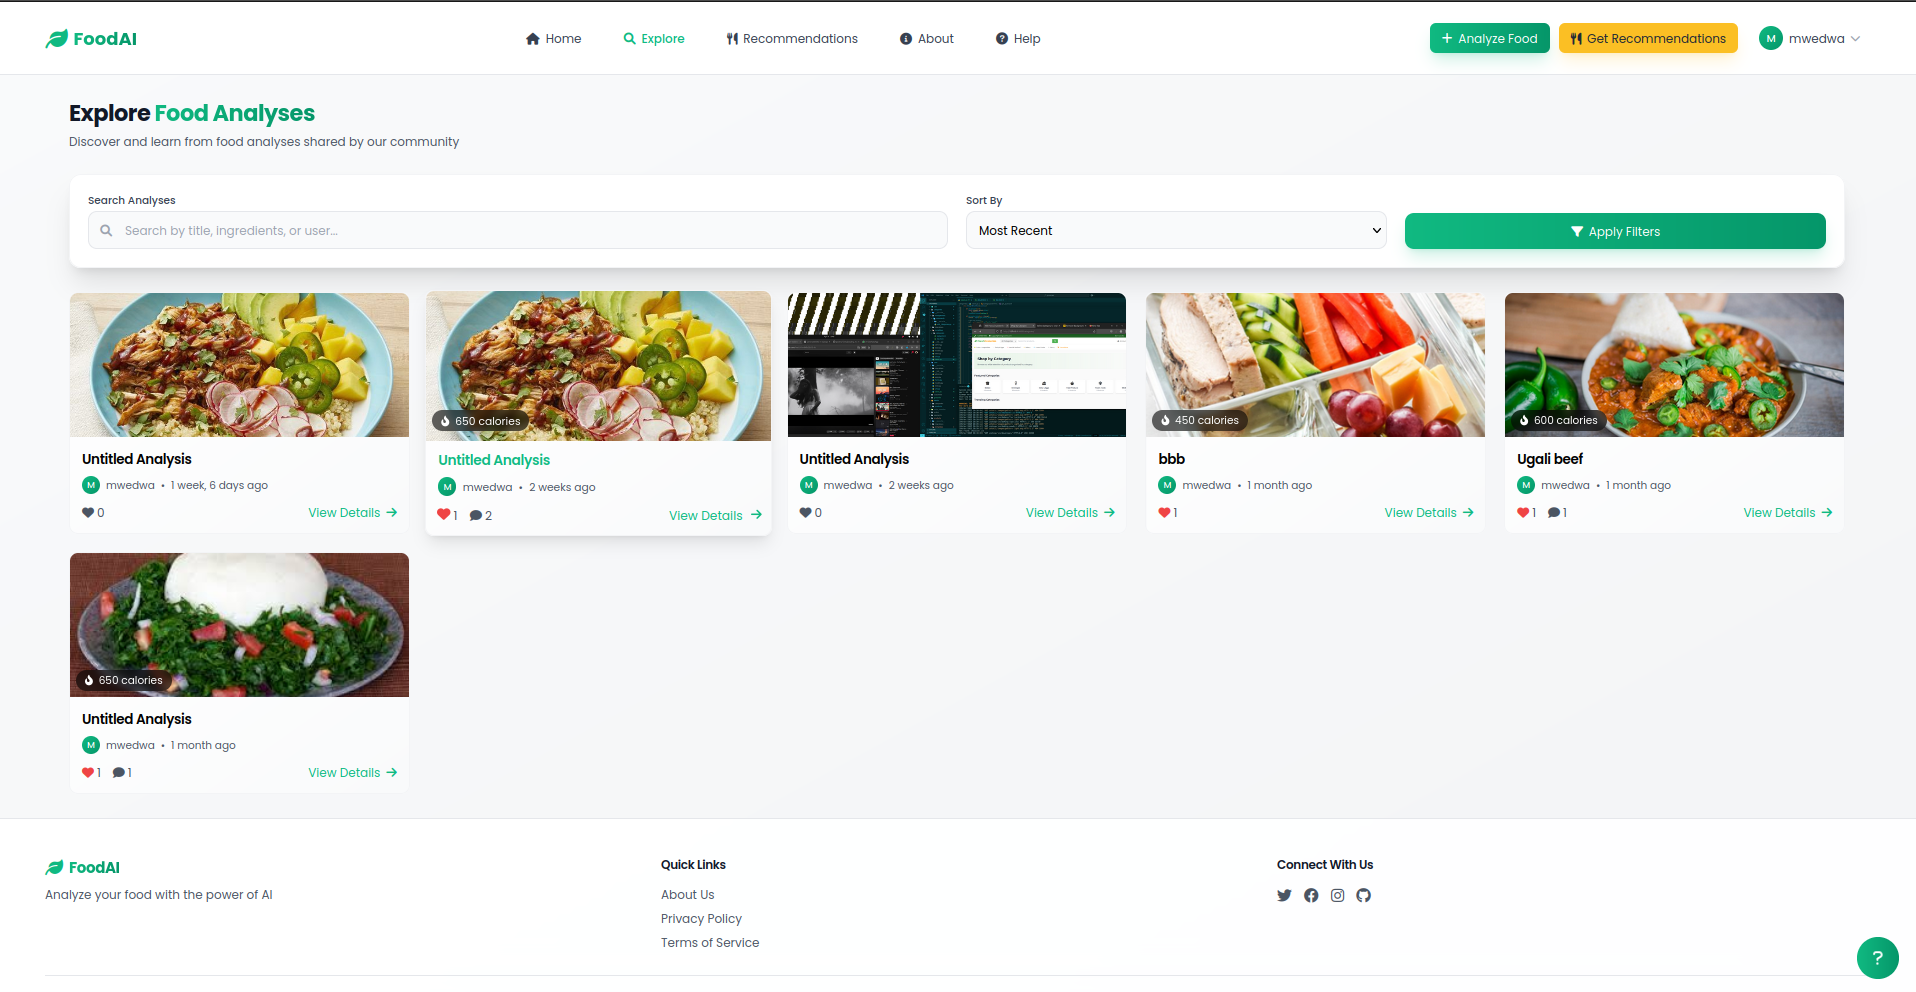 FoodAI
Home
Explore
Recommendations
About
Help
+ Analyze Food
Get Recommendations
M
mwedwa
Explore Food Analyses
Discover and learn from food analyses shared by our community
Search Analyses
Search by title, ingredients, or user...
Sort By
Most Recent
Apply Filters
Untitled Analysis
M mwedwa • 1 week, 6 days ago
0
View Details →
650 calories
Untitled Analysis
M mwedwa • 2 weeks ago
1 2
View Details →
Shop by Category
Untitled Analysis
M mwedwa • 2 weeks ago
0
View Details →
450 calories
bbb
M mwedwa • 1 month ago
1
View Details →
600 calories
Ugali beef
M mwedwa • 1 month ago
1 1
View Details →
650 calories
Untitled Analysis
M mwedwa • 1 month ago
1 1
View Details →
FoodAI
Analyze your food with the power of AI
Quick Links
About Us
Privacy Policy
Terms of Service
Connect With Us
?